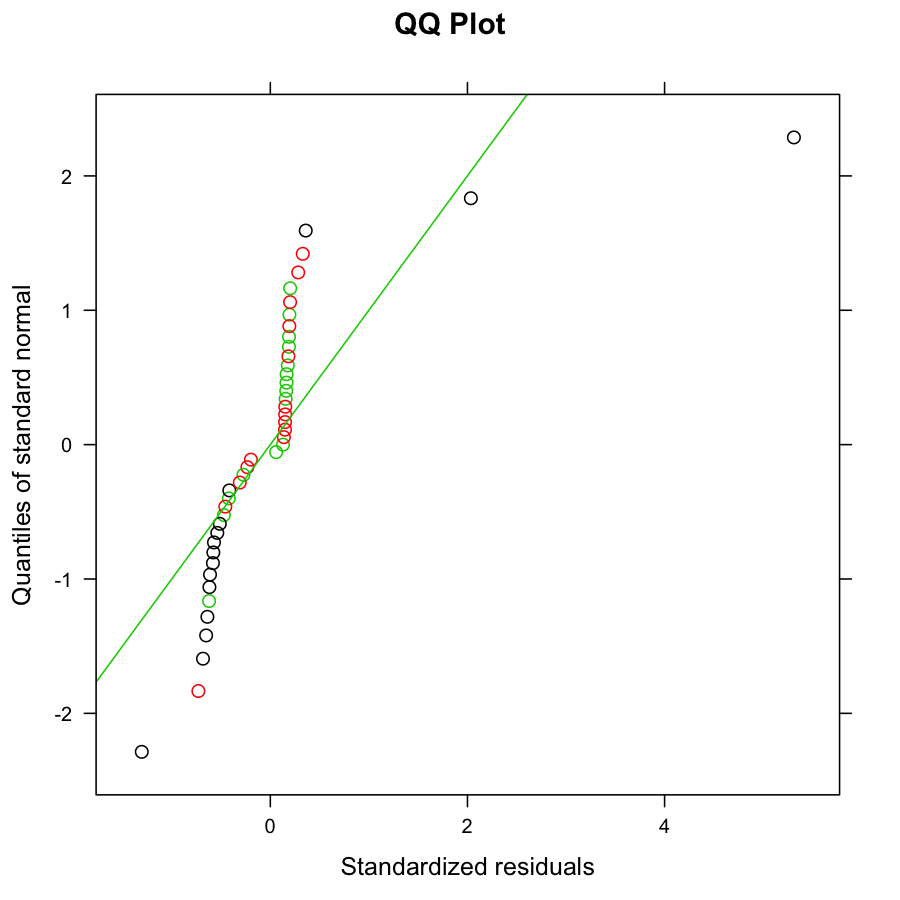 QQ Plot
2
1
0
-1
-2
Quantiles of standard normal
0 2 4
Standardized residuals